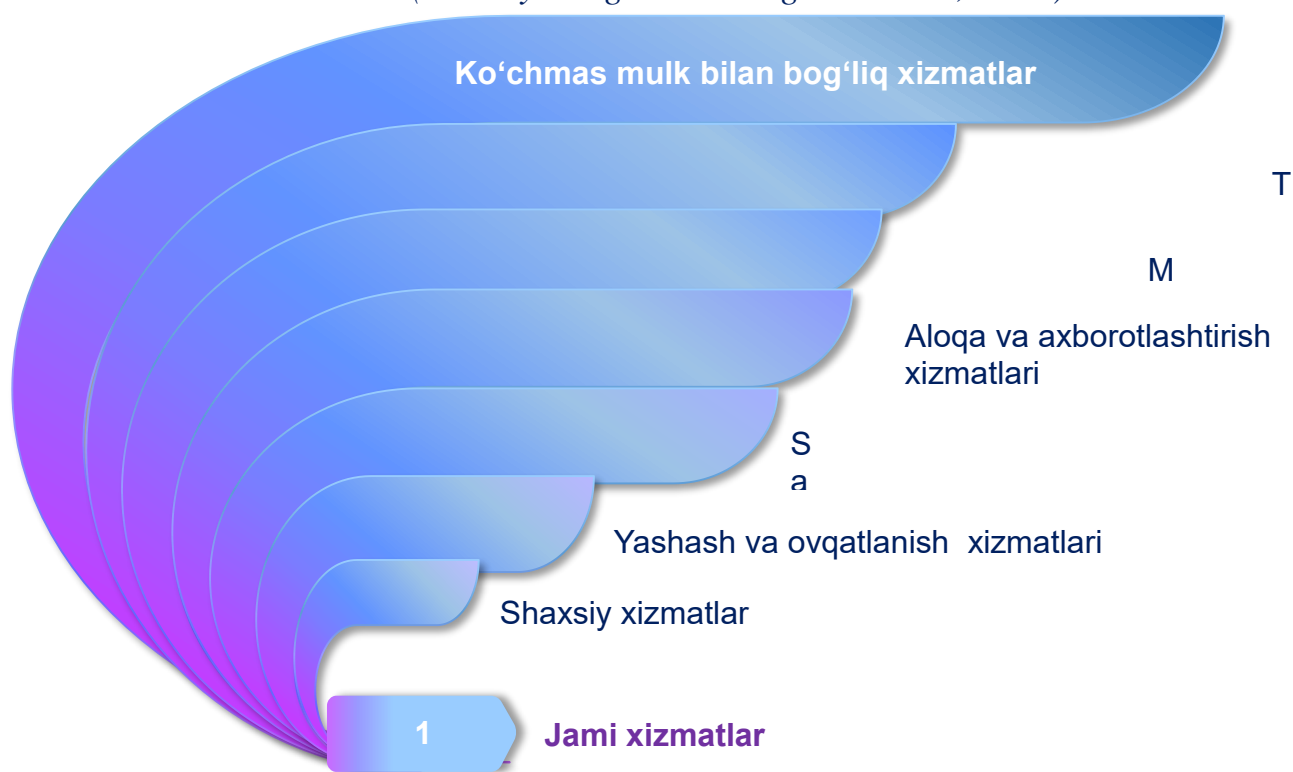 Ko‘chmas mulk bilan bog‘liq xizmatlar
T
M
Aloqa va axborotlashtirish
xizmatlari
S
a
Yashash va ovqatlanish xizmatlari
Shaxsiy xizmatlar
1
Jami xizmatlar